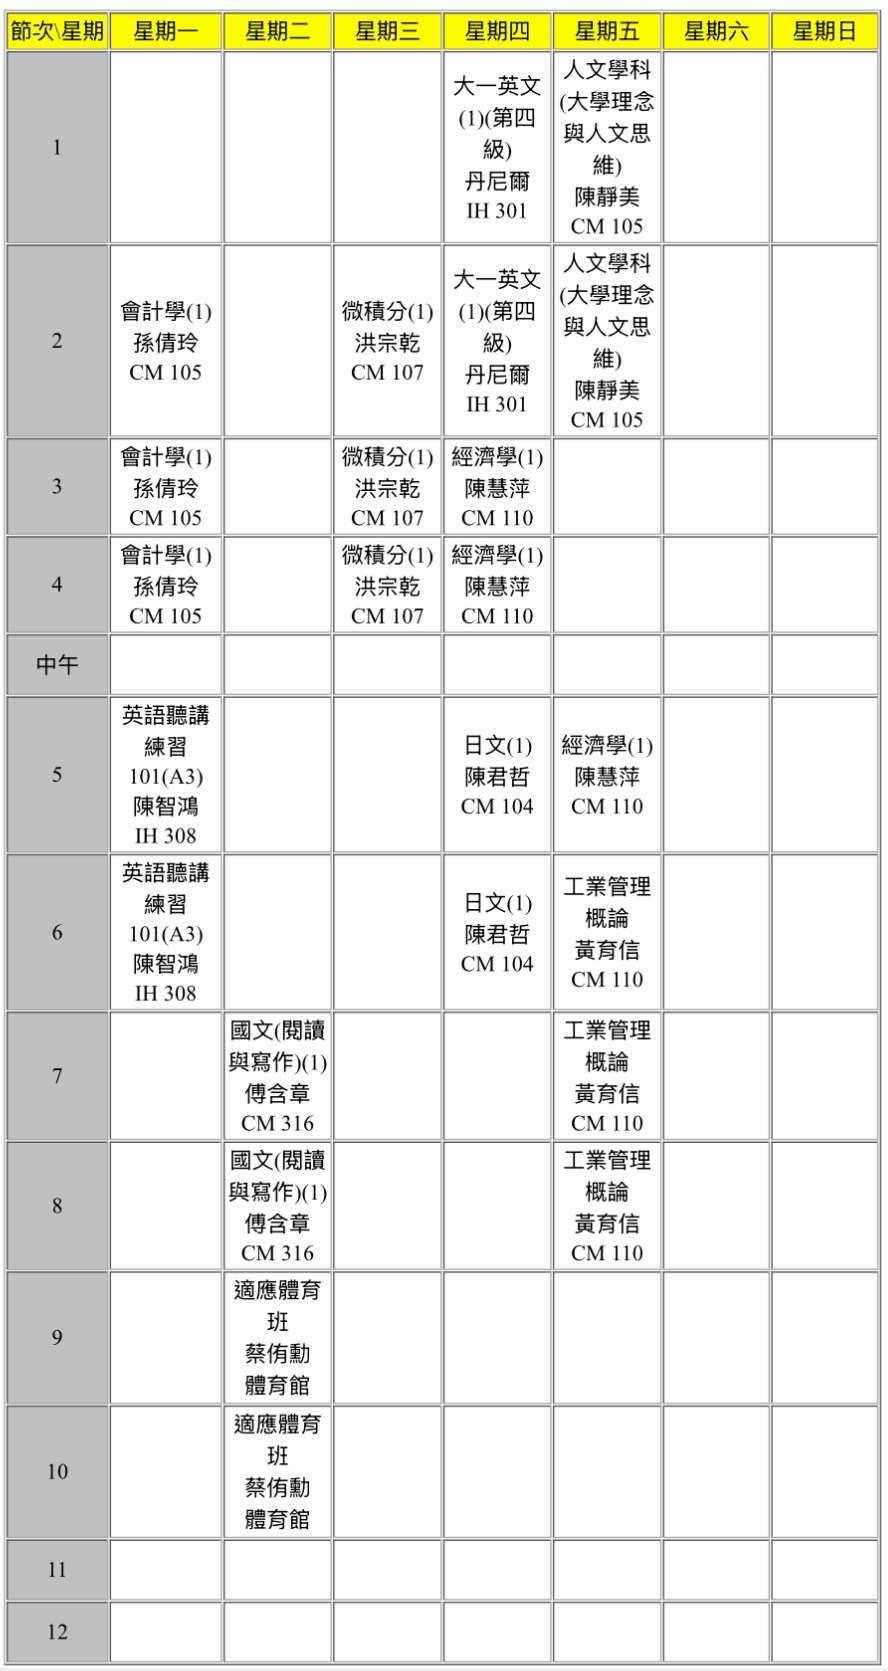 節次\星期 星期一 星期二 星期三 星期四 星期五 星期六 星期日
1
大一英文
(1)(第四
級)
丹尼爾
IH 301
人文學科
(大學理念
與人文思
維)
陳靜美
CM 105
2
會計學(1)
孫倩玲
CM 105
微積分(1)
洪宗乾
CM 107
大一英文
(1)(第四
級)
丹尼爾
IH 301
人文學科
(大學理念
與人文思
維)
陳靜美
CM 105
3
會計學(1)
孫倩玲
CM 105
微積分(1)
洪宗乾
CM 107
經濟學(1)
陳慧萍
CM 110
4
會計學(1)
孫倩玲
CM 105
微積分(1)
洪宗乾
CM 107
經濟學(1)
陳慧萍
CM 110
中午
5
英語聽講
練習
101(A3)
陳智鴻
IH 308
日文(1)
陳君哲
CM 104
經濟學(1)
陳慧萍
CM 110
6
英語聽講
練習
101(A3)
陳智鴻
IH 308
日文(1)
陳君哲
CM 104
工業管理
概論
黃育信
CM 110
7
國文(閱讀
與寫作)(1)
傅含章
CM 316
工業管理
概論
黃育信
CM 110
8
國文(閱讀
與寫作)(1)
傅含章
CM 316
工業管理
概論
黃育信
CM 110
9
適應體育
班
蔡侑勳
體育館
10
適應體育
班
蔡侑勳
體育館
11
12